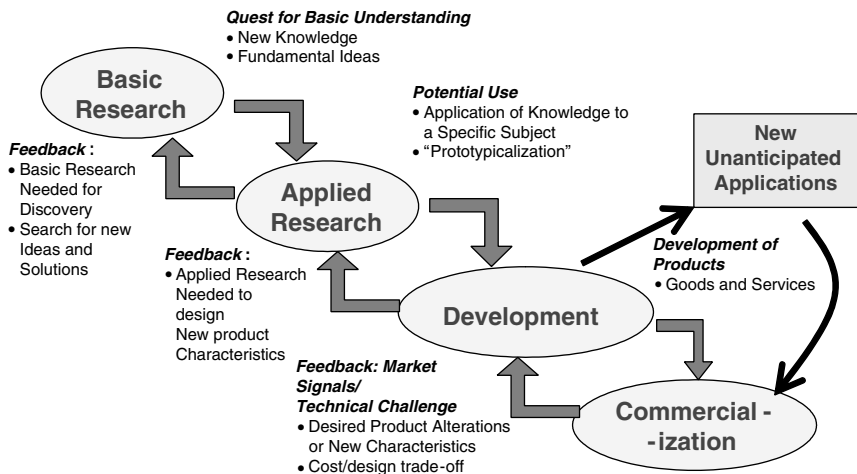 Quest for Basic Understanding
• New Knowledge
• Fundamental Ideas
Basic
Research
Potential Use
• Application of Knowledge to
a Specific Subject
• “Prototypicalization”
New
Unanticipated
Applications
Feedback :
• Basic Research
Needed for
Discovery
• Search for new
Ideas and
Solutions
Applied
Research
Feedback :
• Applied Research
Needed to
design
New product
Characteristics
Development of
Products
• Goods and Services
Development
Feedback: Market
Signals/
Technical Challenge
• Desired Product Alterations
or New Characteristics
• Cost/design trade-off
Commercial -
-ization